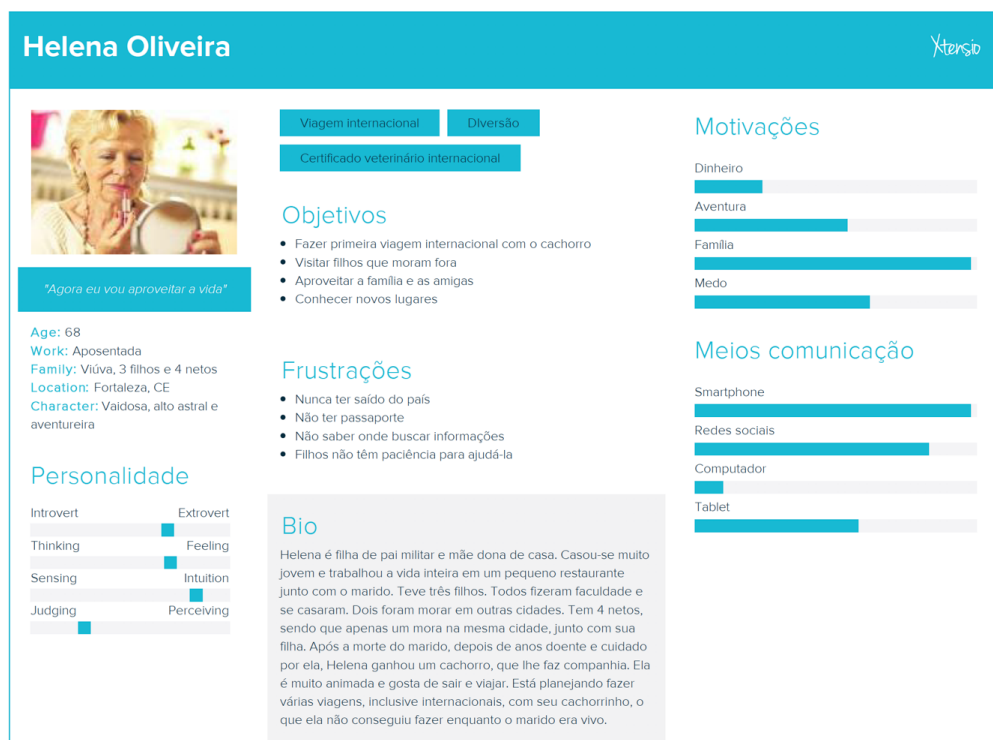 Helena Oliveira
Xtensio
"Agora eu vou aproveitar a vida"
Age: 68
Work: Aposentada
Family: Viúva, 3 filhos e 4 netos
Location: Fortaleza, CE
Character: Vaidosa, alto astral e
aventureira
Personalidade
Introvert Extrovert
Thinking Feeling
Sensing Intuition
Judging Perceiving
Viagem internacional DIversão
Certificado veterinário internacional
Objetivos
Fazer primeira viagem internacional com o cachorro
Visitar filhos que moram fora
Aproveitar a família e as amigas
Conhecer novos lugares
Frustrações
Nunca ter saído do país
Não ter passaporte
Não saber onde buscar informações
Filhos não têm paciência para ajudá-la
Bio
Helena é filha de pai militar e mãe dona de casa. Casou-se muito
jovem e trabalhou a vida inteira em um pequeno restaurante
junto com o marido. Teve três filhos. Todos fizeram faculdade e
se casaram. Dois foram morar em outras cidades. Tem 4 netos,
sendo que apenas um mora na mesma cidade, junto com sua
filha. Após a morte do marido, depois de anos doente e cuidado
por ela, Helena ganhou um cachorro, que lhe faz companhia. Ela
é muito animada e gosta de sair e viajar. Está planejando fazer
várias viagens, inclusive internacionais, com seu cachorrinho, o
que ela não conseguiu fazer enquanto o marido era vivo.
Motivações
Dinheiro
Aventura
Família
Medo
Meios comunicação
Smartphone
Redes sociais
Computador
Tablet